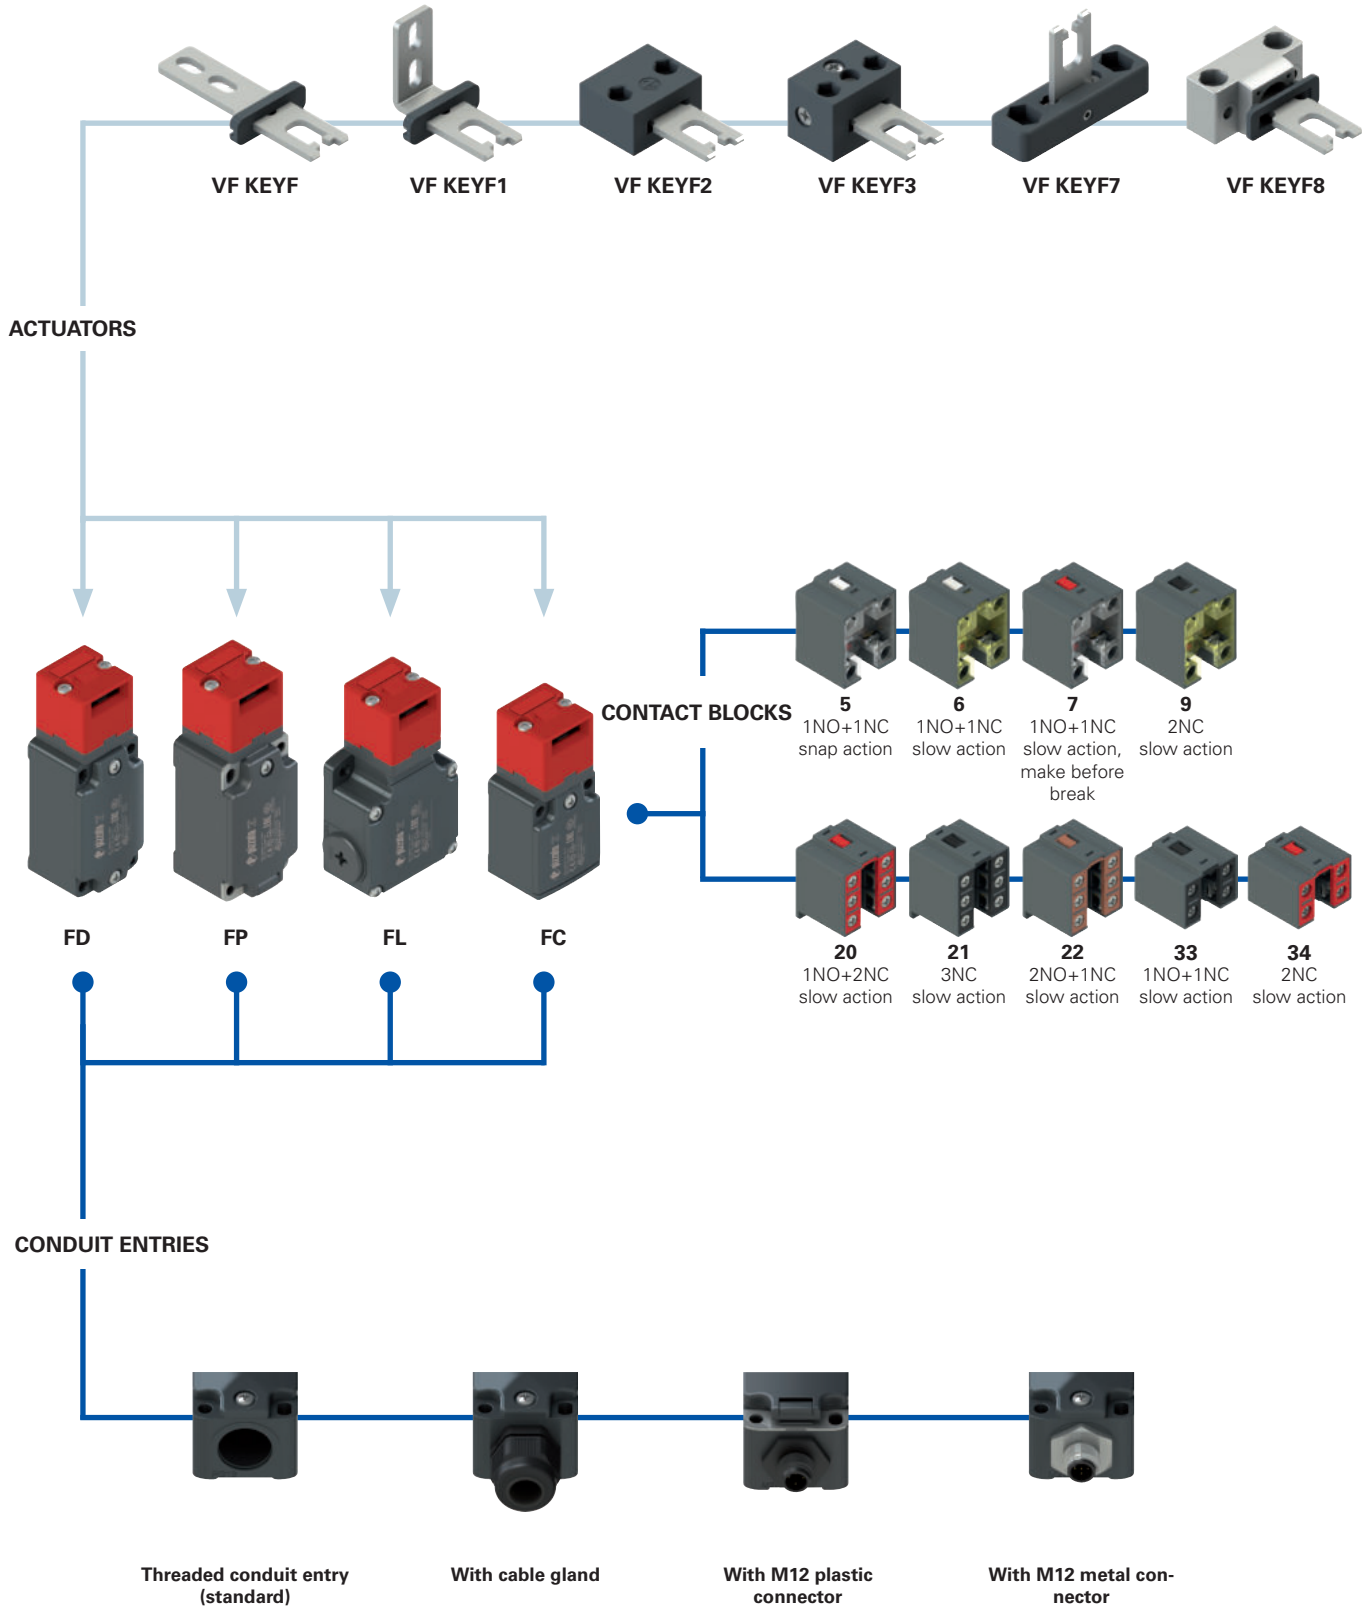 VF KEYF
VF KEYF1
VF KEYF2
VF KEYF3
VF KEYF7
VF KEYF8
ACTUATORS
CONTACT BLOCKS
5
1NO+1NC
snap action
6
1NO+1NC
slow action
7
1NO+1NC
slow action,
make before
break
9
2NC
slow action
20
1NO+2NC
slow action
21
3NC
slow action
22
2NO+1NC
slow action
33
1NO+1NC
slow action
34
2NC
slow action
pizzato
pizzato
pizzato
pizzato
FD
FP
FL
FC
CONDUIT ENTRIES
Threaded conduit entry
(standard)
With cable gland
With M12 plastic
connector
With M12 metal con-
nector